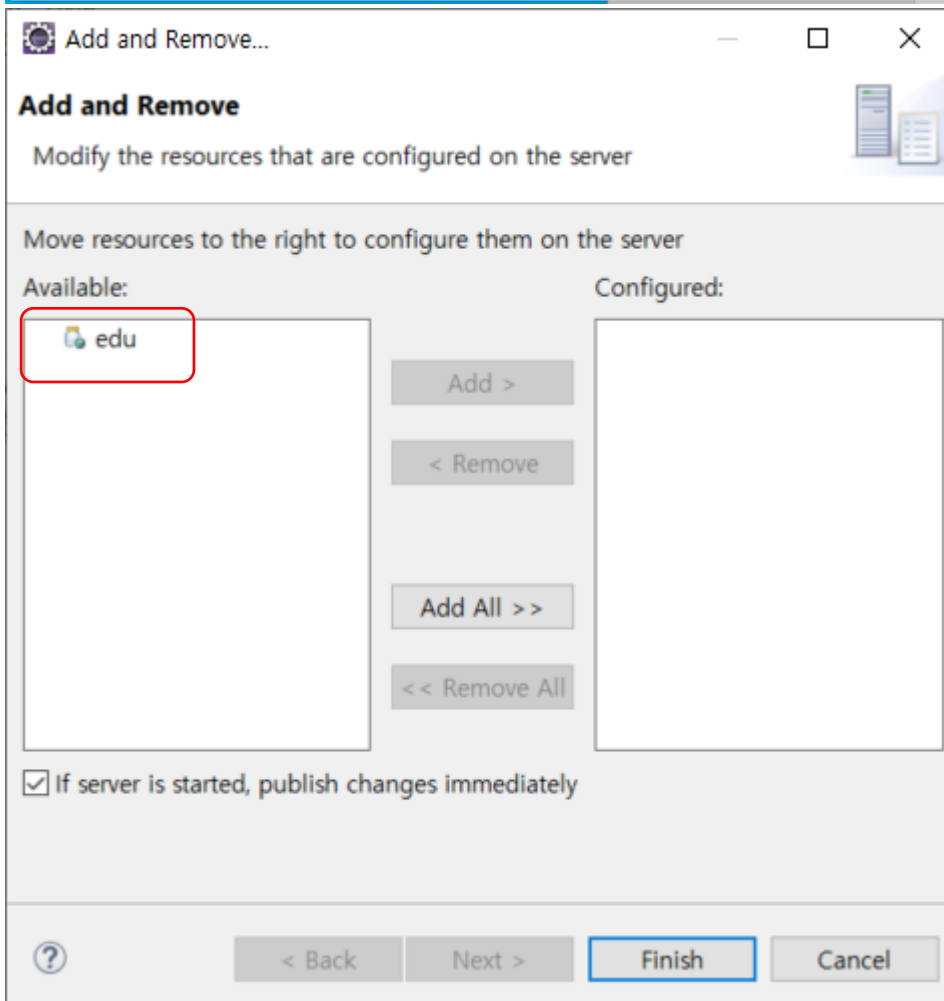 Add and Remove...
Add and Remove
Modify the resources that are configured on the server
Move resources to the right to configure them on the server
Available:
Configured:
edu
Add >
< Remove
Add All >>
<< Remove All
If server is started, publish changes immediately
?
< Back
Next >
Finish
Cancel